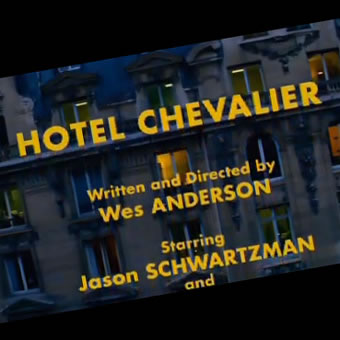 HOTEL CHEVALIER
Written and Directed by
Wes ANDERSON
Starring
Jason SCHWARTZMAN
and